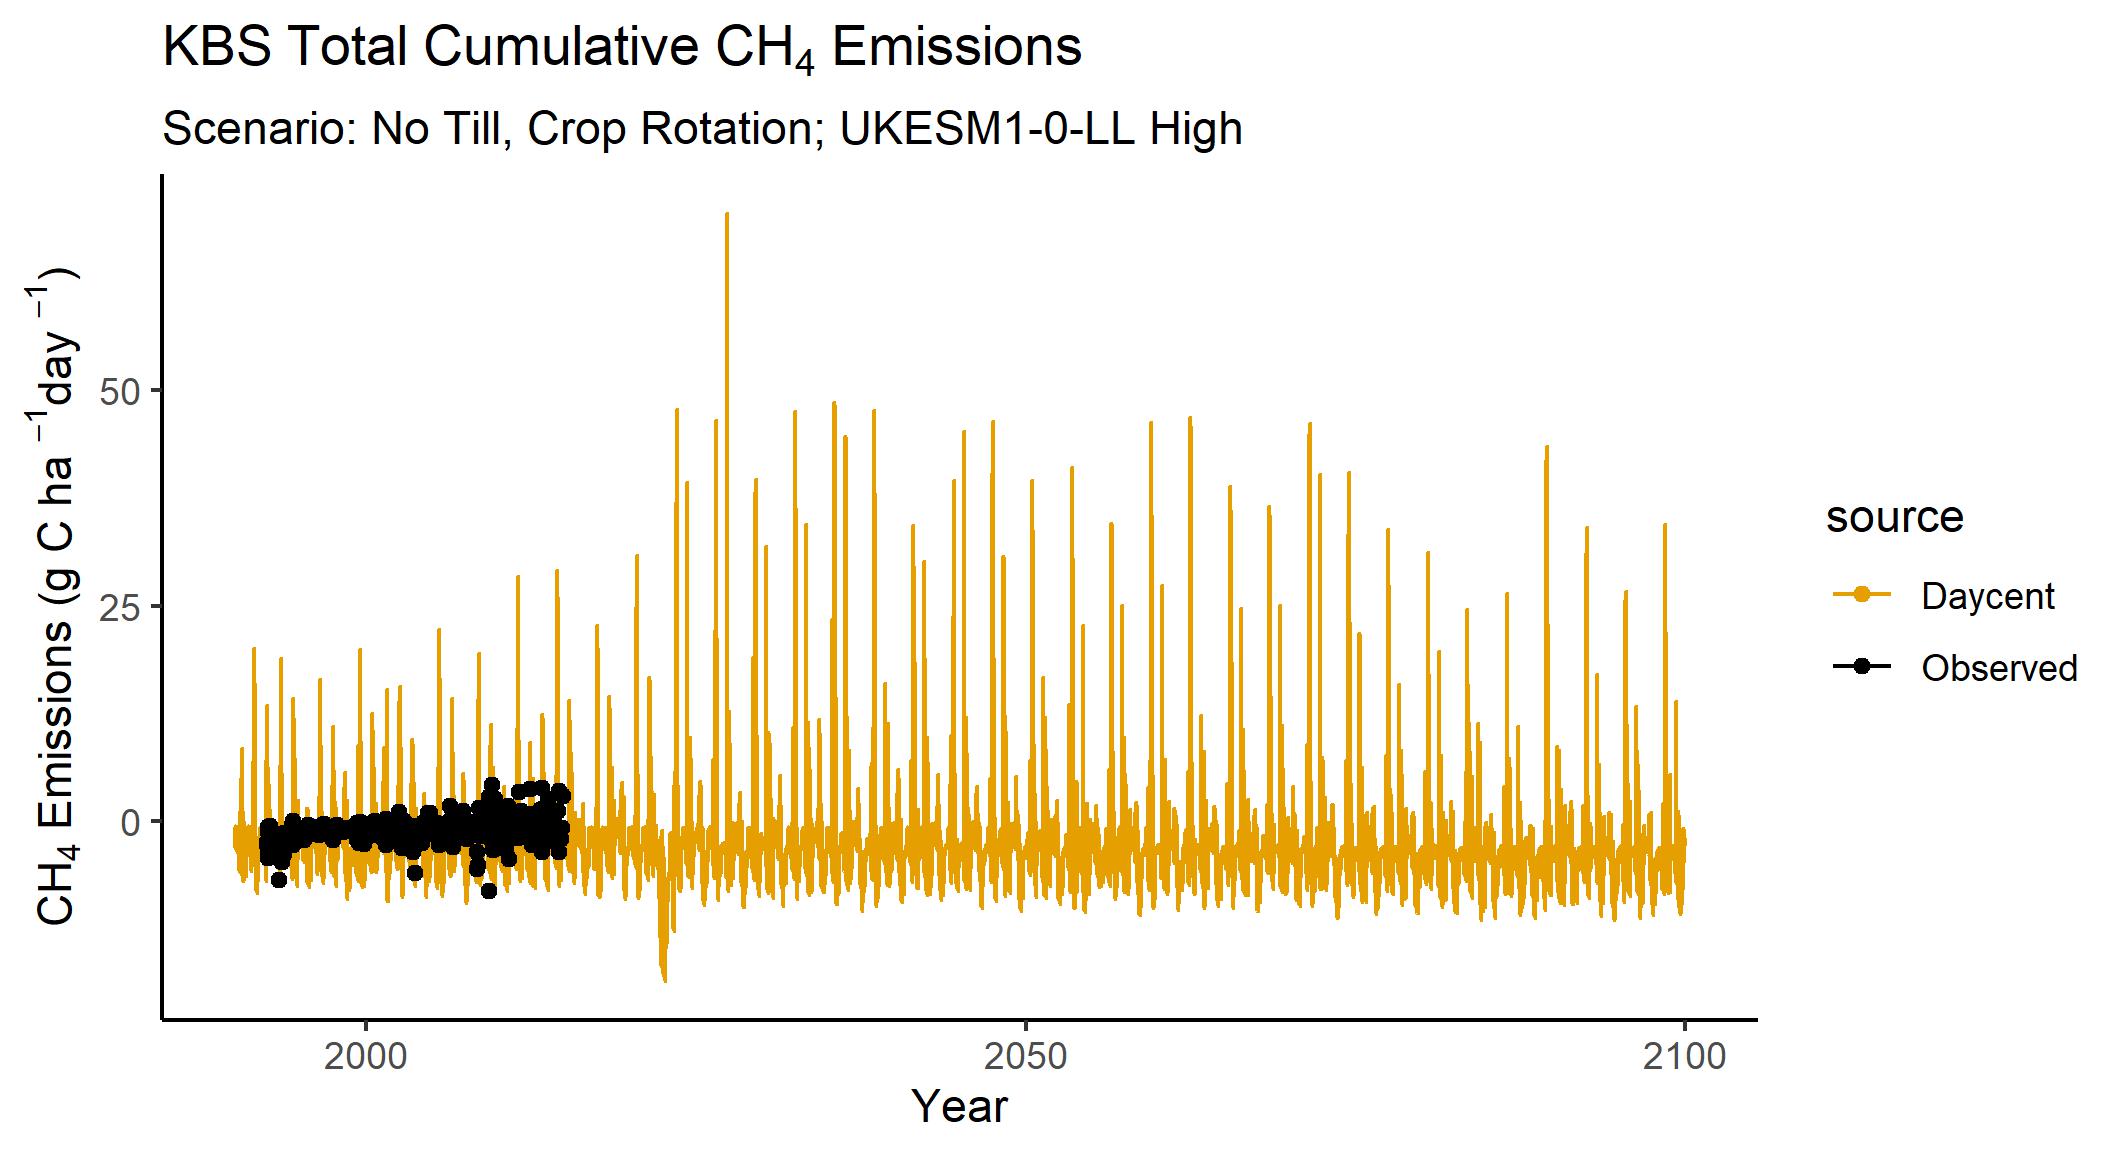 KBS Total Cumulative CH₄ Emissions
Scenario: No Till, Crop Rotation; UKESM1-0-LL High
CH₄ Emissions (g C ha ⁻¹day ⁻¹)
50
25
0
2000
2050
2100
Year
source
Daycent
Observed